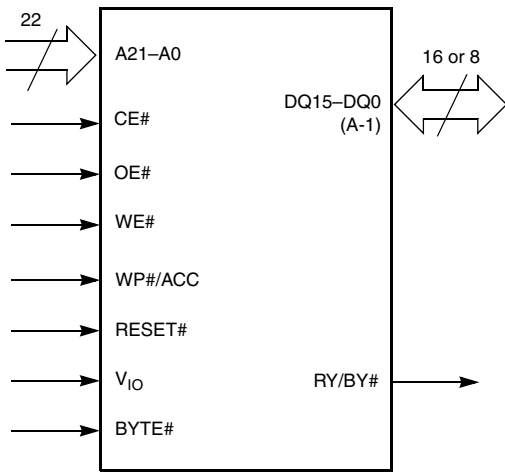 22
A21–A0
16 or 8
DQ15–DQ0
(A-1)
CE#
OE#
WE#
WP#/ACC
RESET#
VIO
RY/BY#
BYTE#